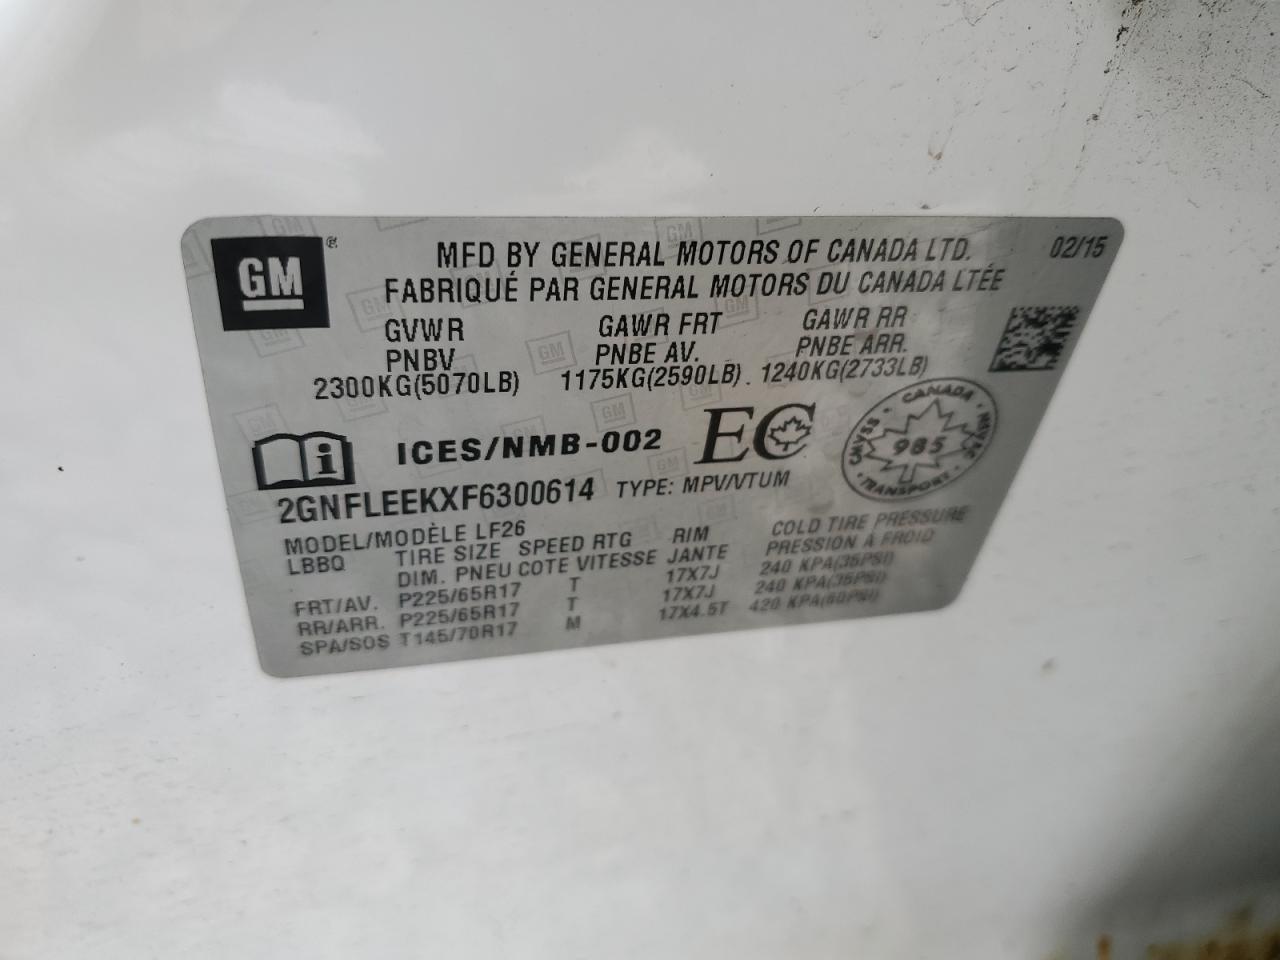 GM ®
MFD BY GENERAL MOTORS OF CANADA LTD. 02/15
FABRIQUÉ PAR GENERAL MOTORS DU CANADA LTÉE
GVWR GAWR FRT GAWR RR
PNBV PNBE AV. PNBE ARR.
2300KG(5070LB) 1175KG(2590LB). 1240KG(2733LB)
ICES/NMB-002 EC
CANADA
CMVSS 985 NSVAC
TRANSPORT
2GNFLEEKXF6300614 TYPE: MPV/VTUM
MODEL/MODÈLE LF26
LBBQ TIRE SIZE SPEED RTG RIM COLD TIRE PRESSURE
DIM. PNEU COTE VITESSE JANTE PRESSION À FROID
FRT/AV. P225/65R17 T 17X7J 240 KPA(35PSI)
RR/ARR. P225/65R17 T 17X7J 240 KPA(35PSI)
SPA/SOS T145/70R17 M 17X4.5T 420 KPA(60PSI)